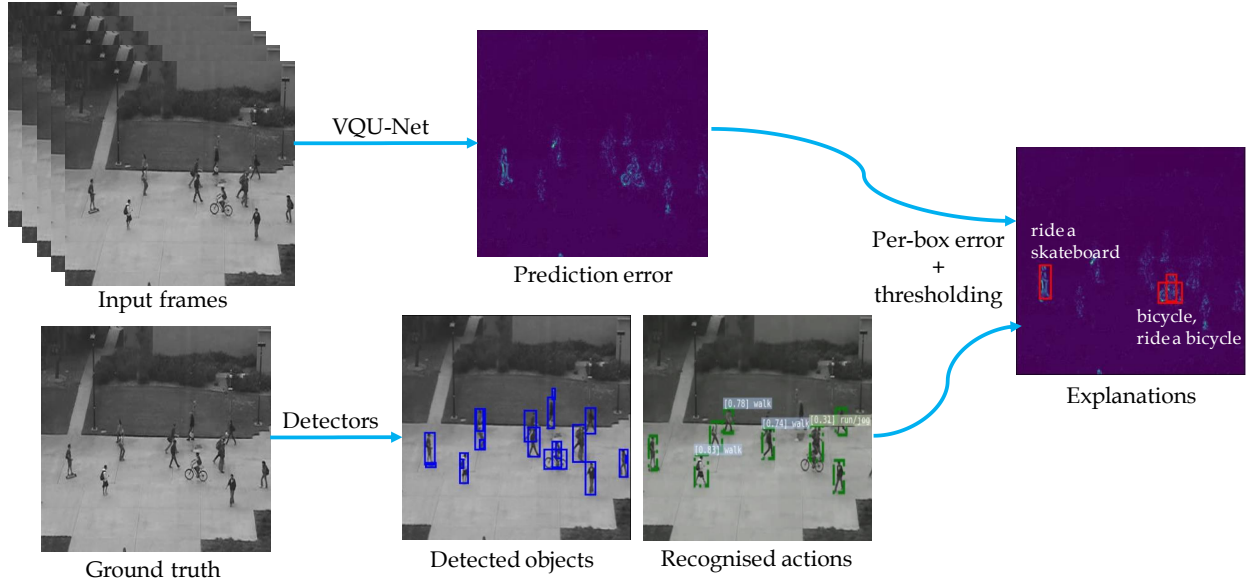 VQU-Net
Input frames
Prediction error
Per-box error
+
thresholding
ride a
skateboard
bicycle,
ride a bicycle
Explanations
Detectors
[0.78] walk
[0.74] walk
[0.31] run/jog
[0.83] walk
Ground truth
Detected objects
Recognised actions